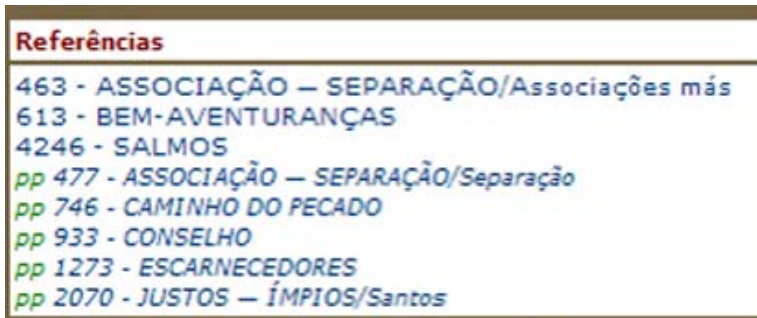 Referências
463 - ASSOCIAÇÃO — SEPARAÇÃO/Associações más
613 - BEM-AVENTURANÇAS
4246 - SALMOS
pp 477 - ASSOCIAÇÃO — SEPARAÇÃO/Separação
pp 746 - CAMINHO DO PECADO
pp 933 - CONSELHO
pp 1273 - ESCARNECEDORES
pp 2070 - JUSTOS — ÍMPIOS/Santos